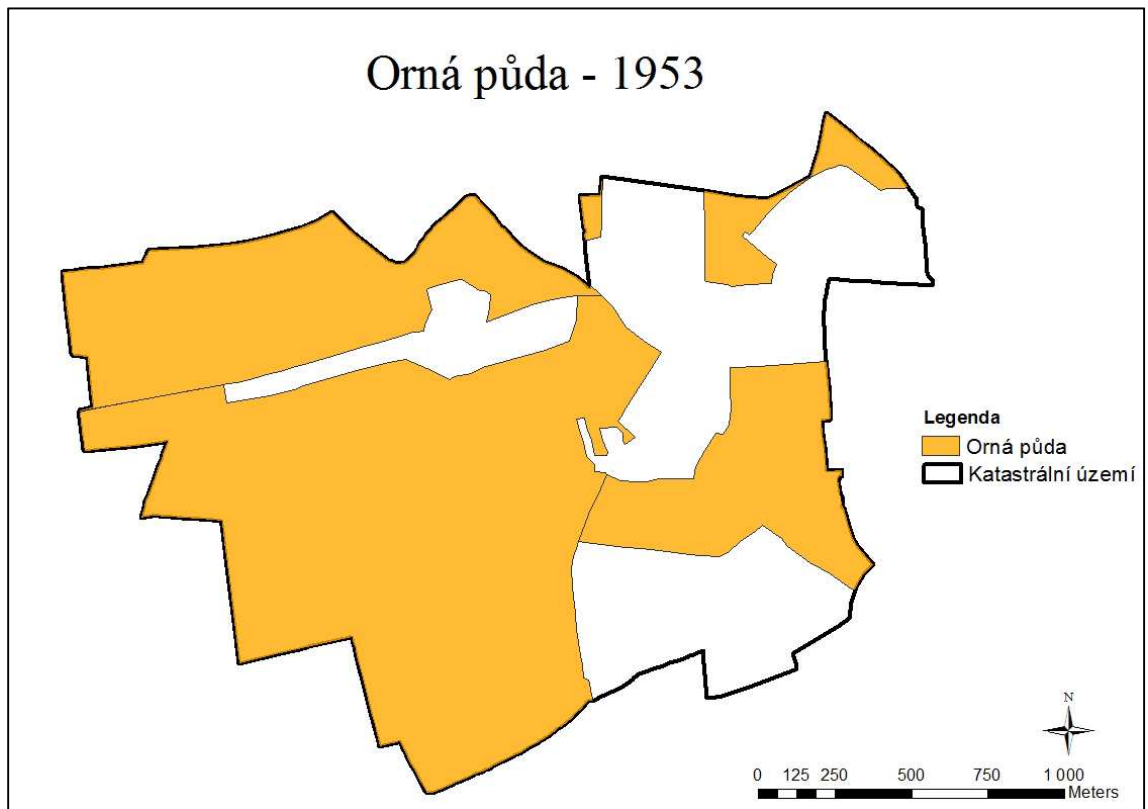 Orná půda - 1953
Legenda
Orná půda
Katastrální území
N
0 125 250 500 750 1 000
Meters